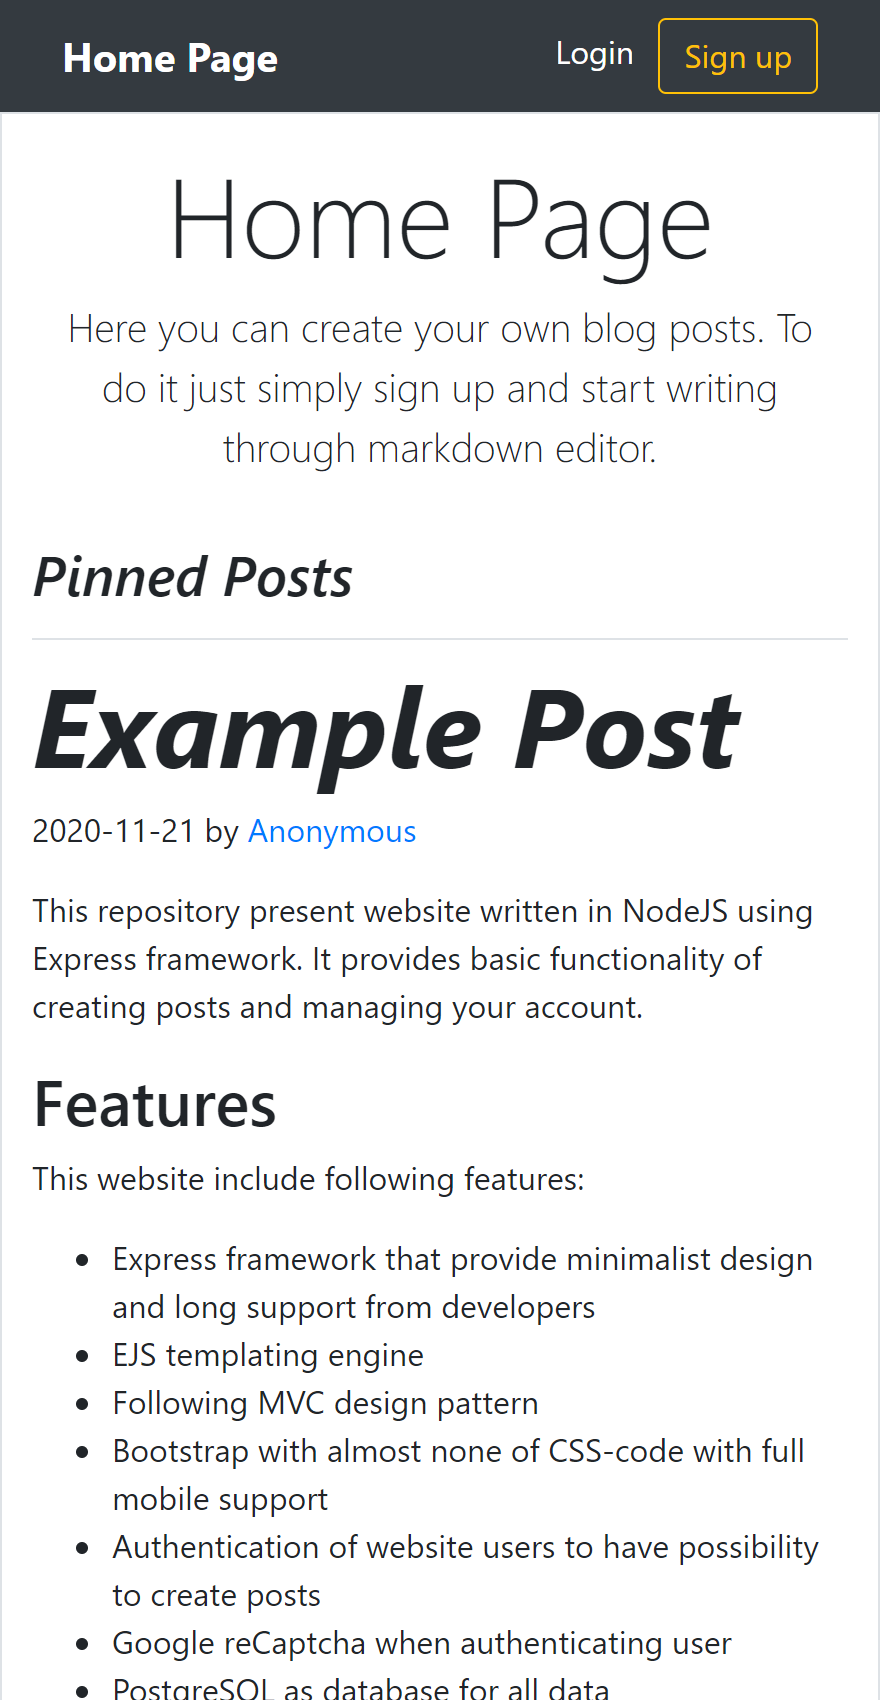 Home Page
Login
Sign up
Home Page
Here you can create your own blog posts. To
do it just simply sign up and start writing
through markdown editor.
Pinned Posts
Example Post
2020-11-21 by Anonymous
This repository present website written in NodeJS using
Express framework. It provides basic functionality of
creating posts and managing your account.
Features
This website include following features:
Express framework that provide minimalist design
and long support from developers
EJS templating engine
Following MVC design pattern
Bootstrap with almost none of CSS-code with full
mobile support
Authentication of website users to have possibility
to create posts
Google reCaptcha when authenticating user
PostgreSQL as database for all data